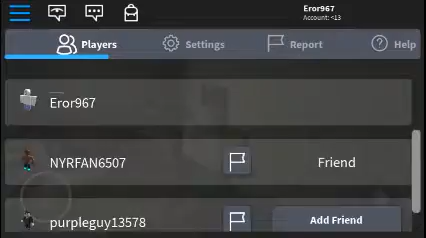 Eror967
Account: <13
Players
Settings
Report
Help
Eror967
NYRFAN6507
Friend
purpleguy13578
Add Friend